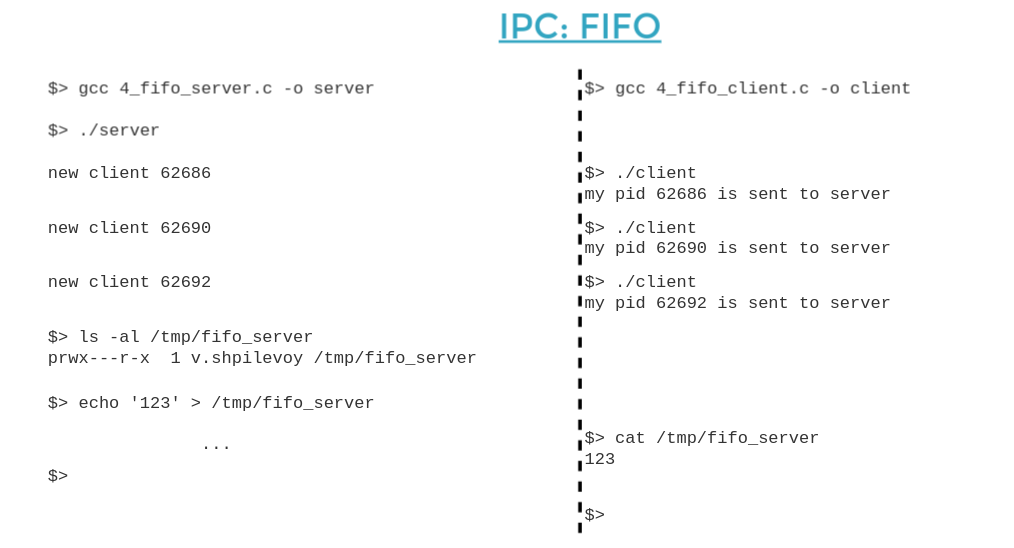 IPC: FIFO
$> gcc 4_fifo_server.c -o server
$> ./server
new client 62686
new client 62690
new client 62692
$> ls -al /tmp/fifo_server
prwx---r-x  1 v.shpilevoy /tmp/fifo_server
$> echo '123' > /tmp/fifo_server
...
$>
$> gcc 4_fifo_client.c -o client
$> ./client
my pid 62686 is sent to server
$> ./client
my pid 62690 is sent to server
$> ./client
my pid 62692 is sent to server
$> cat /tmp/fifo_server
123
$>